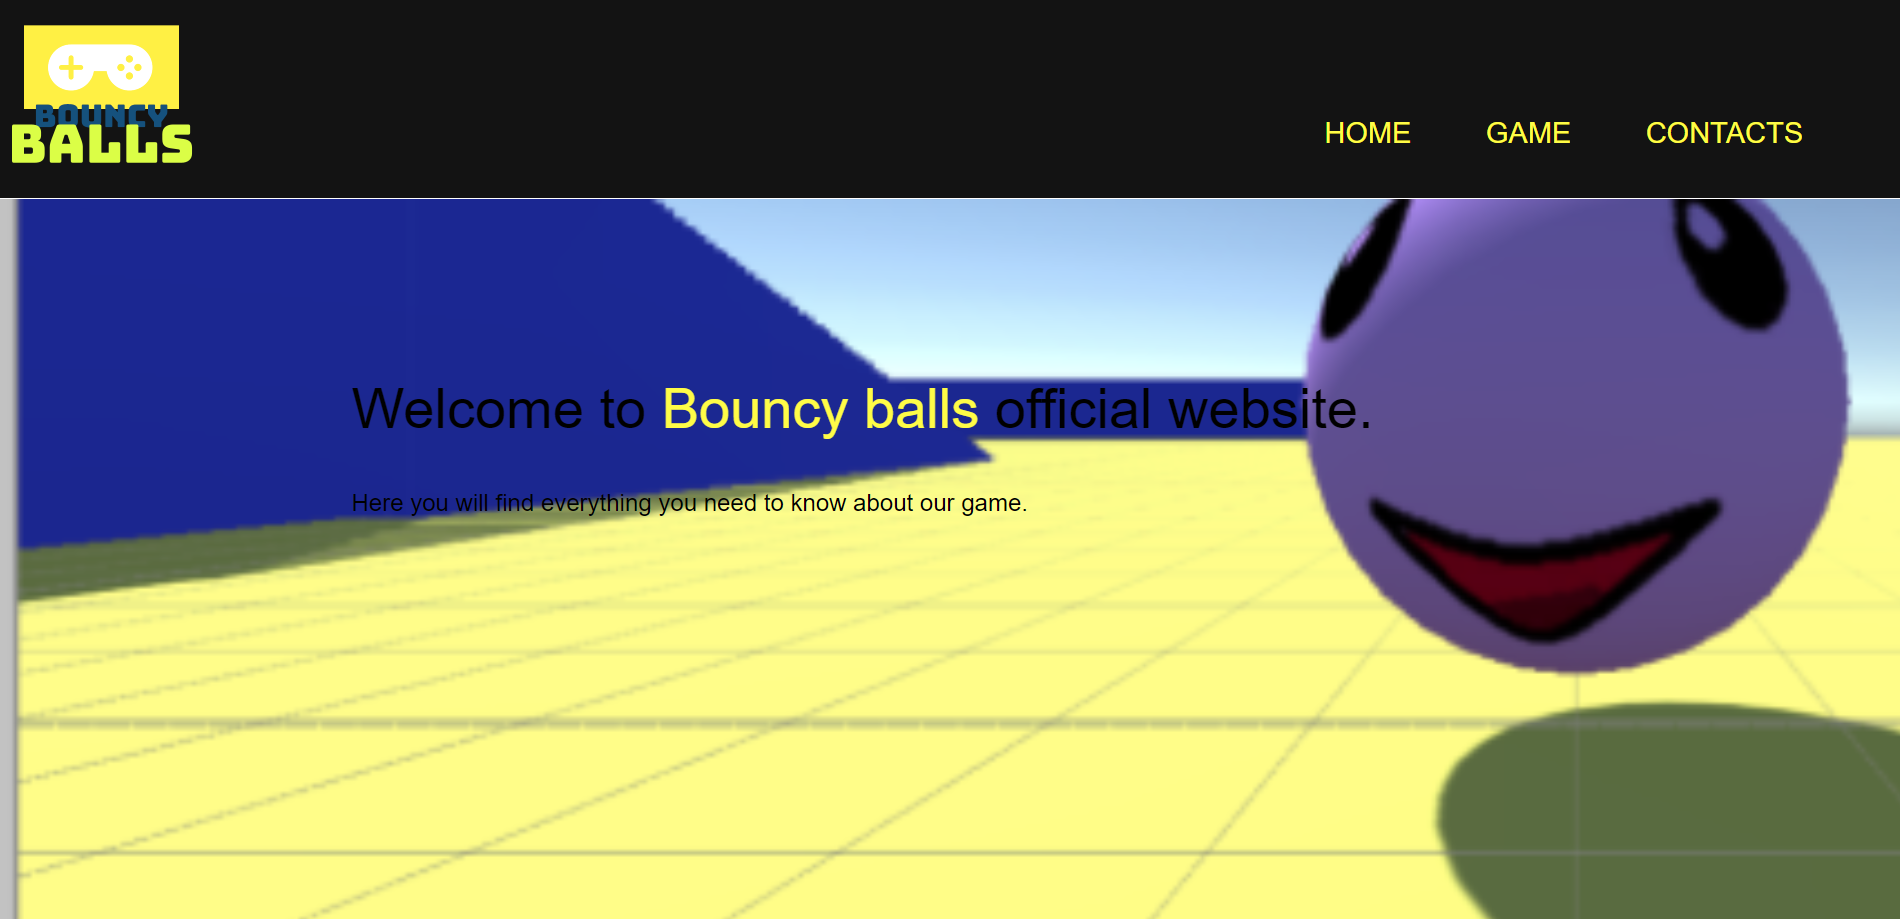 BOUNCY
BALLS
HOME
GAME
CONTACTS
Welcome to Bouncy balls official website.
Here you will find everything you need to know about our game.